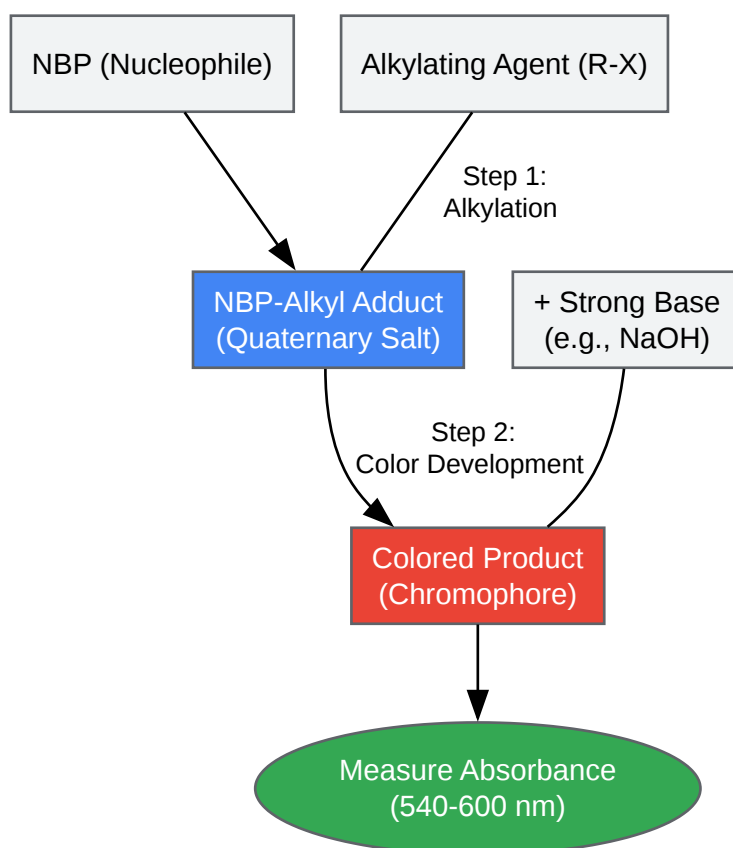 NBP (Nucleophile)
Alkylating Agent (R-X)
Step 1:
Alkylation
NBP-Alkyl Adduct
(Quaternary Salt)
+ Strong Base
(e.g., NaOH)
Step 2:
Color Development
Colored Product
(Chromophore)
Measure Absorbance
(540-600 nm)